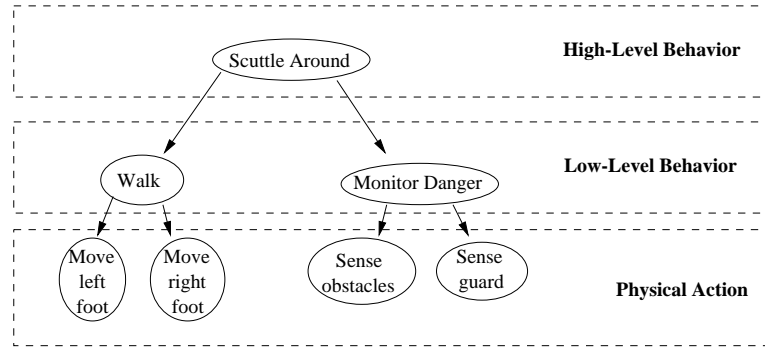 Scuttle Around
High-Level Behavior
Walk
Monitor Danger
Low-Level Behavior
Move
left
foot
Move
right
foot
Sense
obstacles
Sense
guard
Physical Action